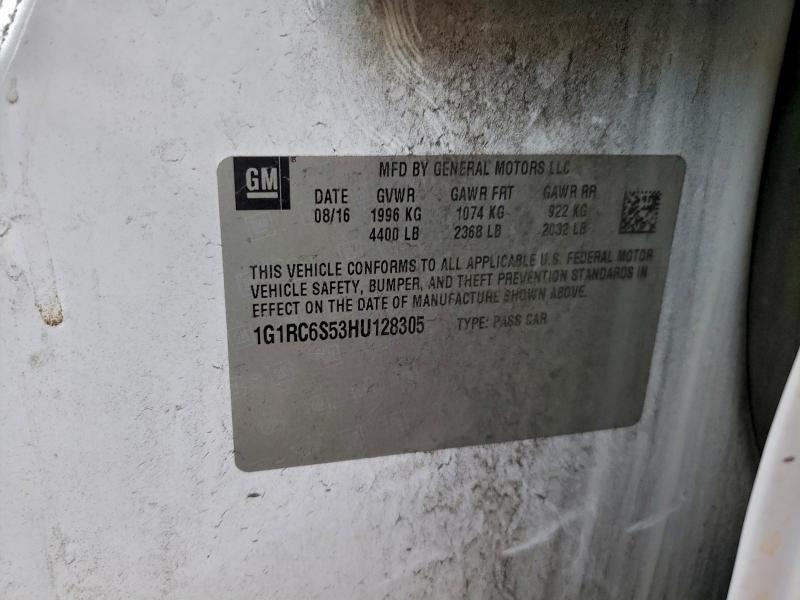 GM
MFD BY GENERAL MOTORS LLC
DATE GVWR GAWR FRT GAWR RR
08/16 1996 KG 1074 KG 922 KG
4400 LB 2368 LB 2032 LB
THIS VEHICLE CONFORMS TO ALL APPLICABLE U.S. FEDERAL MOTOR
VEHICLE SAFETY, BUMPER, AND THEFT PREVENTION STANDARDS IN
EFFECT ON THE DATE OF MANUFACTURE SHOWN ABOVE.
1G1RC6S53HU128305 TYPE: PASS CAR